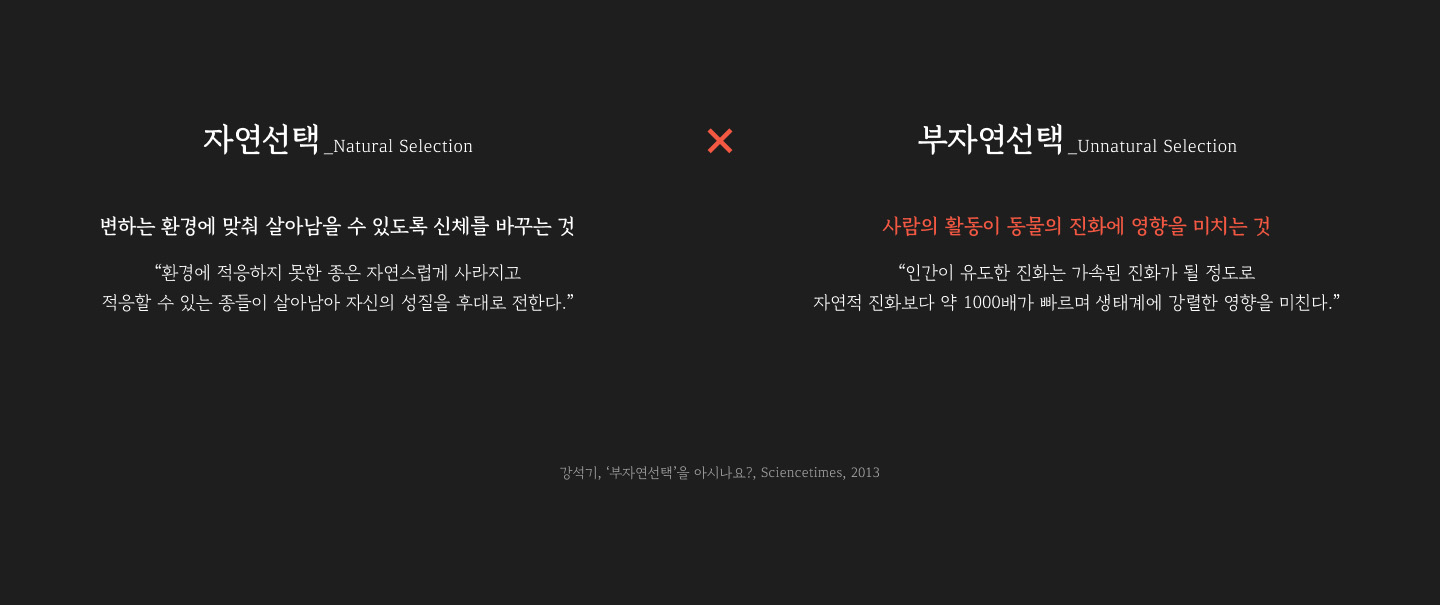 자연선택 _Natural Selection
부자연선택 _Unnatural Selection
변하는 환경에 맞춰 살아남을 수 있도록 신체를 바꾸는 것
“환경에 적응하지 못한 종은 자연스럽게 사라지고
적응할 수 있는 종들이 살아남아 자신의 성질을 후대로 전한다.”
사람의 활동이 동물의 진화에 영향을 미치는 것
“인간이 유도한 진화는 가속된 진화가 될 정도로
자연적 진화보다 약 1000배가 빠르며 생태계에 강렬한 영향을 미친다.”
강석기, ‘부자연선택’을 아시나요?, Sciencetimes, 2013